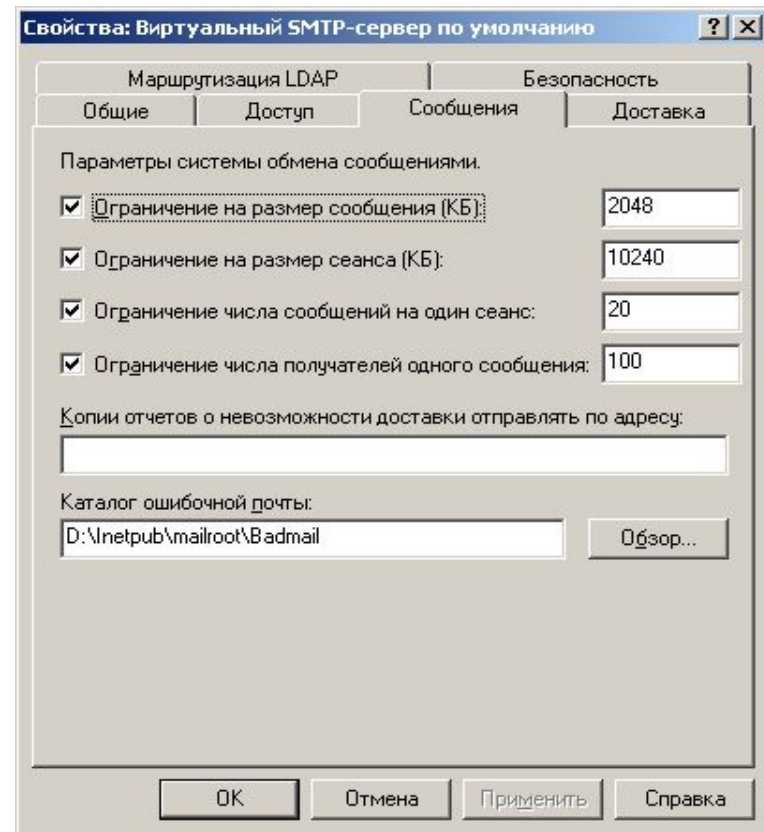 Свойства: Виртуальный SMTP-сервер по умолчанию
Маршрутизация LDAP Безопасность
Общие Доступ Сообщения Доставка
Параметры системы обмена сообщениями.
Ограничение на размер сообщения (КБ): 2048
Ограничение на размер сеанса (КБ): 10240
Ограничение числа сообщений на один сеанс: 20
Ограничение числа получателей одного сообщения: 100
Копии отчетов о невозможности доставки отправлять по адресу:
Каталог ошибочной почты:
D:\Inetpub\mailroot\Badmail Обзор...
OK Отмена Применить Справка